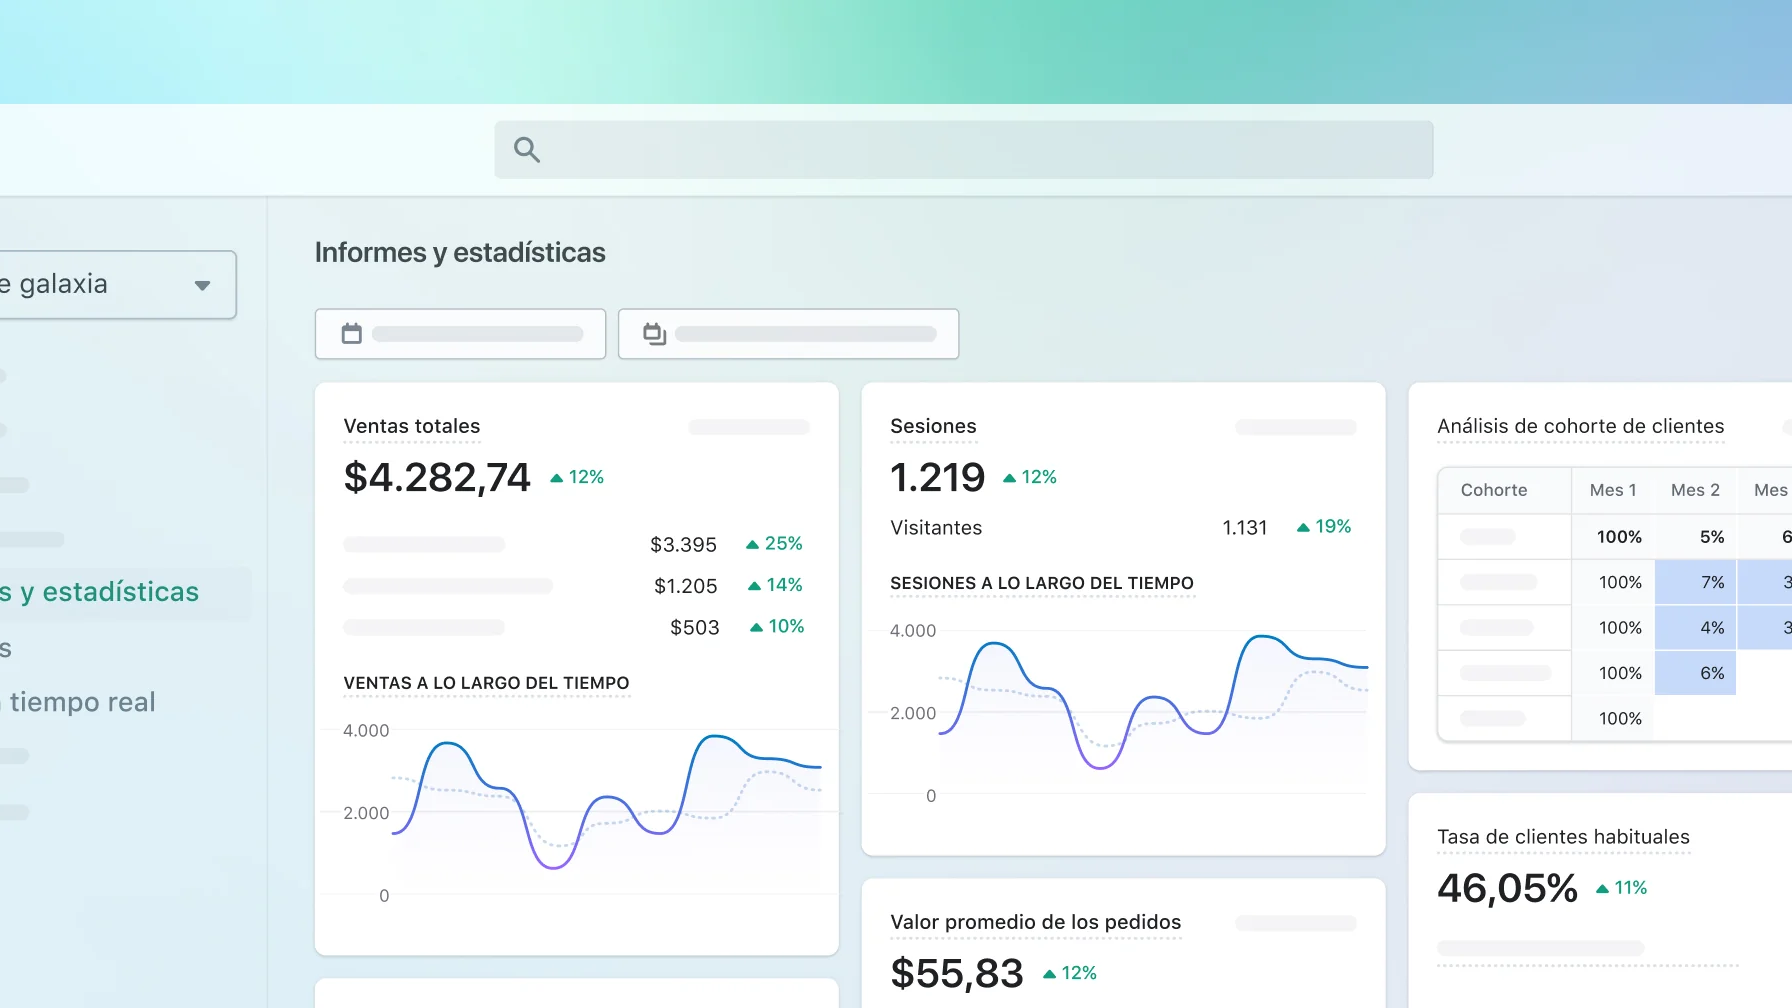 Informes y estadísticas
e galaxia
s y estadísticas
s
tiempo real
Ventas totales
$4.282,74 12%
$3.395 25%
$1.205 14%
$503 10%
VENTAS A LO LARGO DEL TIEMPO
4.000
2.000
0
Sesiones
1.219 12%
Visitantes 1.131 19%
SESIONES A LO LARGO DEL TIEMPO
4.000
2.000
0
Valor promedio de los pedidos
$55,83 12%
Análisis de cohorte de clientes
Cohorte Mes 1 Mes 2 Mes
100% 5% 6
100% 7% 3
100% 4% 3
100% 6%
100%
Tasa de clientes habituales
46,05% 11%